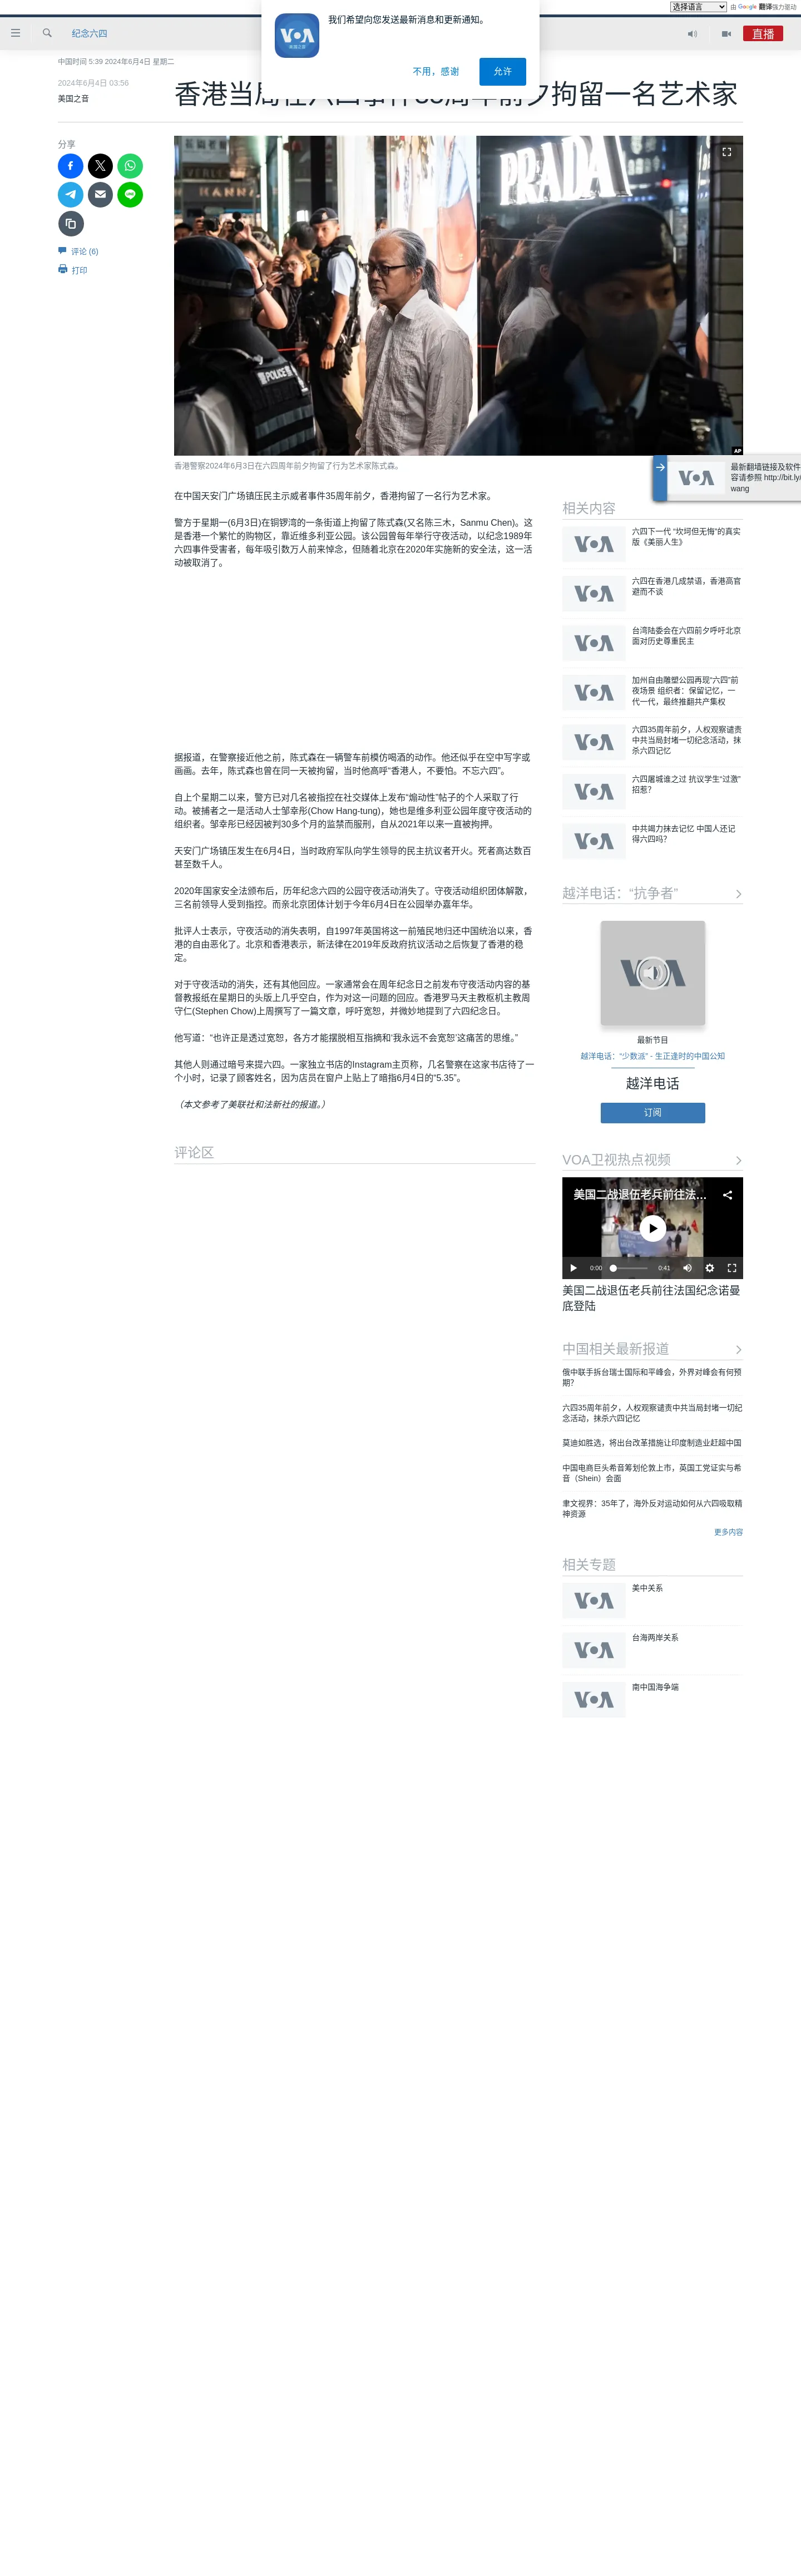 选择语言 由 Google 翻译强力驱动
我们希望向您发送最新消息和更新通知。
VOA
美国之音
不用，感谢
允许
纪念六四
直播
中国时间 5:39 2024年6月4日 星期二
2024年6月4日 03:56
美国之音
前夕拘留一名艺术家
分享
评论 (6)
打印
PRADA
POLICE
AP
香港警察2024年6月3日在六四周年前夕拘留了行为艺术家陈式森。
最新翻墙链接及软件
容请参照 http://bit.ly/
wang
在中国天安门广场镇压民主示威者事件35周年前夕，香港拘留了一名行为艺术家。
警方于星期一(6月3日)在铜锣湾的一条街道上拘留了陈式森(又名陈三木，Sanmu Chen)。这
是香港一个繁忙的购物区，靠近维多利亚公园。该公园曾每年举行守夜活动，以纪念1989年
六四事件受害者，每年吸引数万人前来悼念，但随着北京在2020年实施新的安全法，这一活
动被取消了。
据报道，在警察接近他之前，陈式森在一辆警车前模仿喝酒的动作。他还似乎在空中写字或
画画。去年，陈式森也曾在同一天被拘留，当时他高呼“香港人，不要怕。不忘六四”。
自上个星期二以来，警方已对几名被指控在社交媒体上发布“煽动性”帖子的个人采取了行
动。被捕者之一是活动人士邹幸彤(Chow Hang-tung)，她也是维多利亚公园年度守夜活动的
组织者。邹幸彤已经因被判30多个月的监禁而服刑，自从2021年以来一直被拘押。
天安门广场镇压发生在6月4日，当时政府军队向学生领导的民主抗议者开火。死者高达数百
甚至数千人。
2020年国家安全法颁布后，历年纪念六四的公园守夜活动消失了。守夜活动组织团体解散，
三名前领导人受到指控。而亲北京团体计划于今年6月4日在公园举办嘉年华。
批评人士表示，守夜活动的消失表明，自1997年英国将这一前殖民地归还中国统治以来，香
港的自由恶化了。北京和香港表示，新法律在2019年反政府抗议活动之后恢复了香港的稳
定。
对于守夜活动的消失，还有其他回应。一家通常会在周年纪念日之前发布守夜活动内容的基
督教报纸在星期日的头版上几乎空白，作为对这一问题的回应。香港罗马天主教枢机主教周
守仁(Stephen Chow)上周撰写了一篇文章，呼吁宽恕，并微妙地提到了六四纪念日。
他写道：“也许正是透过宽恕，各方才能摆脱相互指摘和‘我永远不会宽恕’这痛苦的思维。”
其他人则通过暗号来提六四。一家独立书店的Instagram主页称，几名警察在这家书店待了一
个小时，记录了顾客姓名，因为店员在窗户上贴上了暗指6月4日的“5.35”。
（本文参考了美联社和法新社的报道。）
评论区
相关内容
六四下一代 “坎坷但无悔”的真实
版《美丽人生》
六四在香港几成禁语，香港高官
避而不谈
台湾陆委会在六四前夕呼吁北京
面对历史尊重民主
加州自由雕塑公园再现“六四”前
夜场景 组织者：保留记忆，一
代一代，最终推翻共产集权
六四35周年前夕，人权观察谴责
中共当局封堵一切纪念活动，抹
杀六四记忆
六四屠城谁之过 抗议学生“过激”
招惹？
中共竭力抹去记忆 中国人还记
得六四吗？
越洋电话：“抗争者”
最新节目
越洋电话：“少数派” - 生正逢时的中国公知
越洋电话
订阅
VOA卫视热点视频
美国二战退伍老兵前往法...
0:00
0:41
美国二战退伍老兵前往法国纪念诺曼
底登陆
中国相关最新报道
俄中联手拆台瑞士国际和平峰会，外界对峰会有何预
期？
六四35周年前夕，人权观察谴责中共当局封堵一切纪
念活动，抹杀六四记忆
莫迪如胜选，将出台改革措施让印度制造业赶超中国
中国电商巨头希音筹划伦敦上市，英国工党证实与希
音（Shein）会面
聿文视界：35年了，海外反对运动如何从六四吸取精
神资源
更多内容
相关专题
美中关系
台海两岸关系
南中国海争端